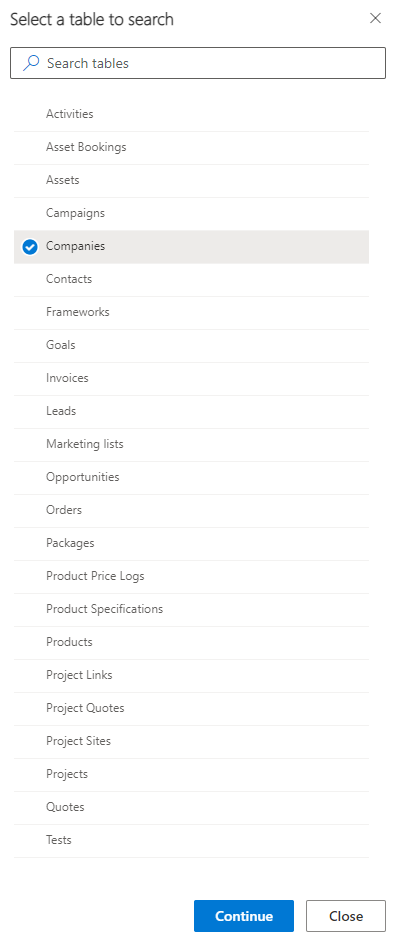 Select a table to search
Search tables
Activities
Asset Bookings
Assets
Campaigns
Companies
Contacts
Frameworks
Goals
Invoices
Leads
Marketing lists
Opportunities
Orders
Packages
Product Price Logs
Product Specifications
Products
Project Links
Project Quotes
Project Sites
Projects
Quotes
Tests
Continue Close